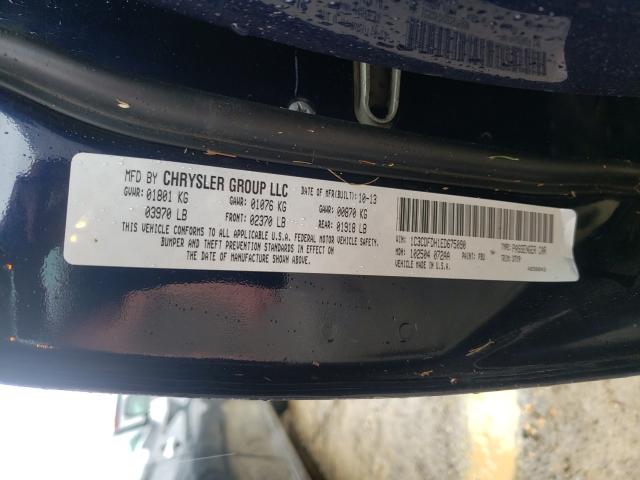 MFD BY CHRYSLER GROUP LLC DATE OF MFR(BUILT): 10-13
GVWR: 01801 KG GAWR: 01076 KG GAWR: 00870 KG
03970 LB FRONT: 02370 LB REAR: 01918 LB
THIS VEHICLE CONFORMS TO ALL APPLICABLE U.S.A. FEDERAL MOTOR VEHICLE SAFETY,
BUMPER AND THEFT PREVENTION STANDARDS IN EFFECT ON
THE DATE OF MANUFACTURE SHOWN ABOVE.
VIN: 1C3CDFDH1ED675890 TYPE: PASSENGER CAR
MDH: 102504 072AA PAINT: PBU TRIM:
VEHICLE MADE IN U.S.A.